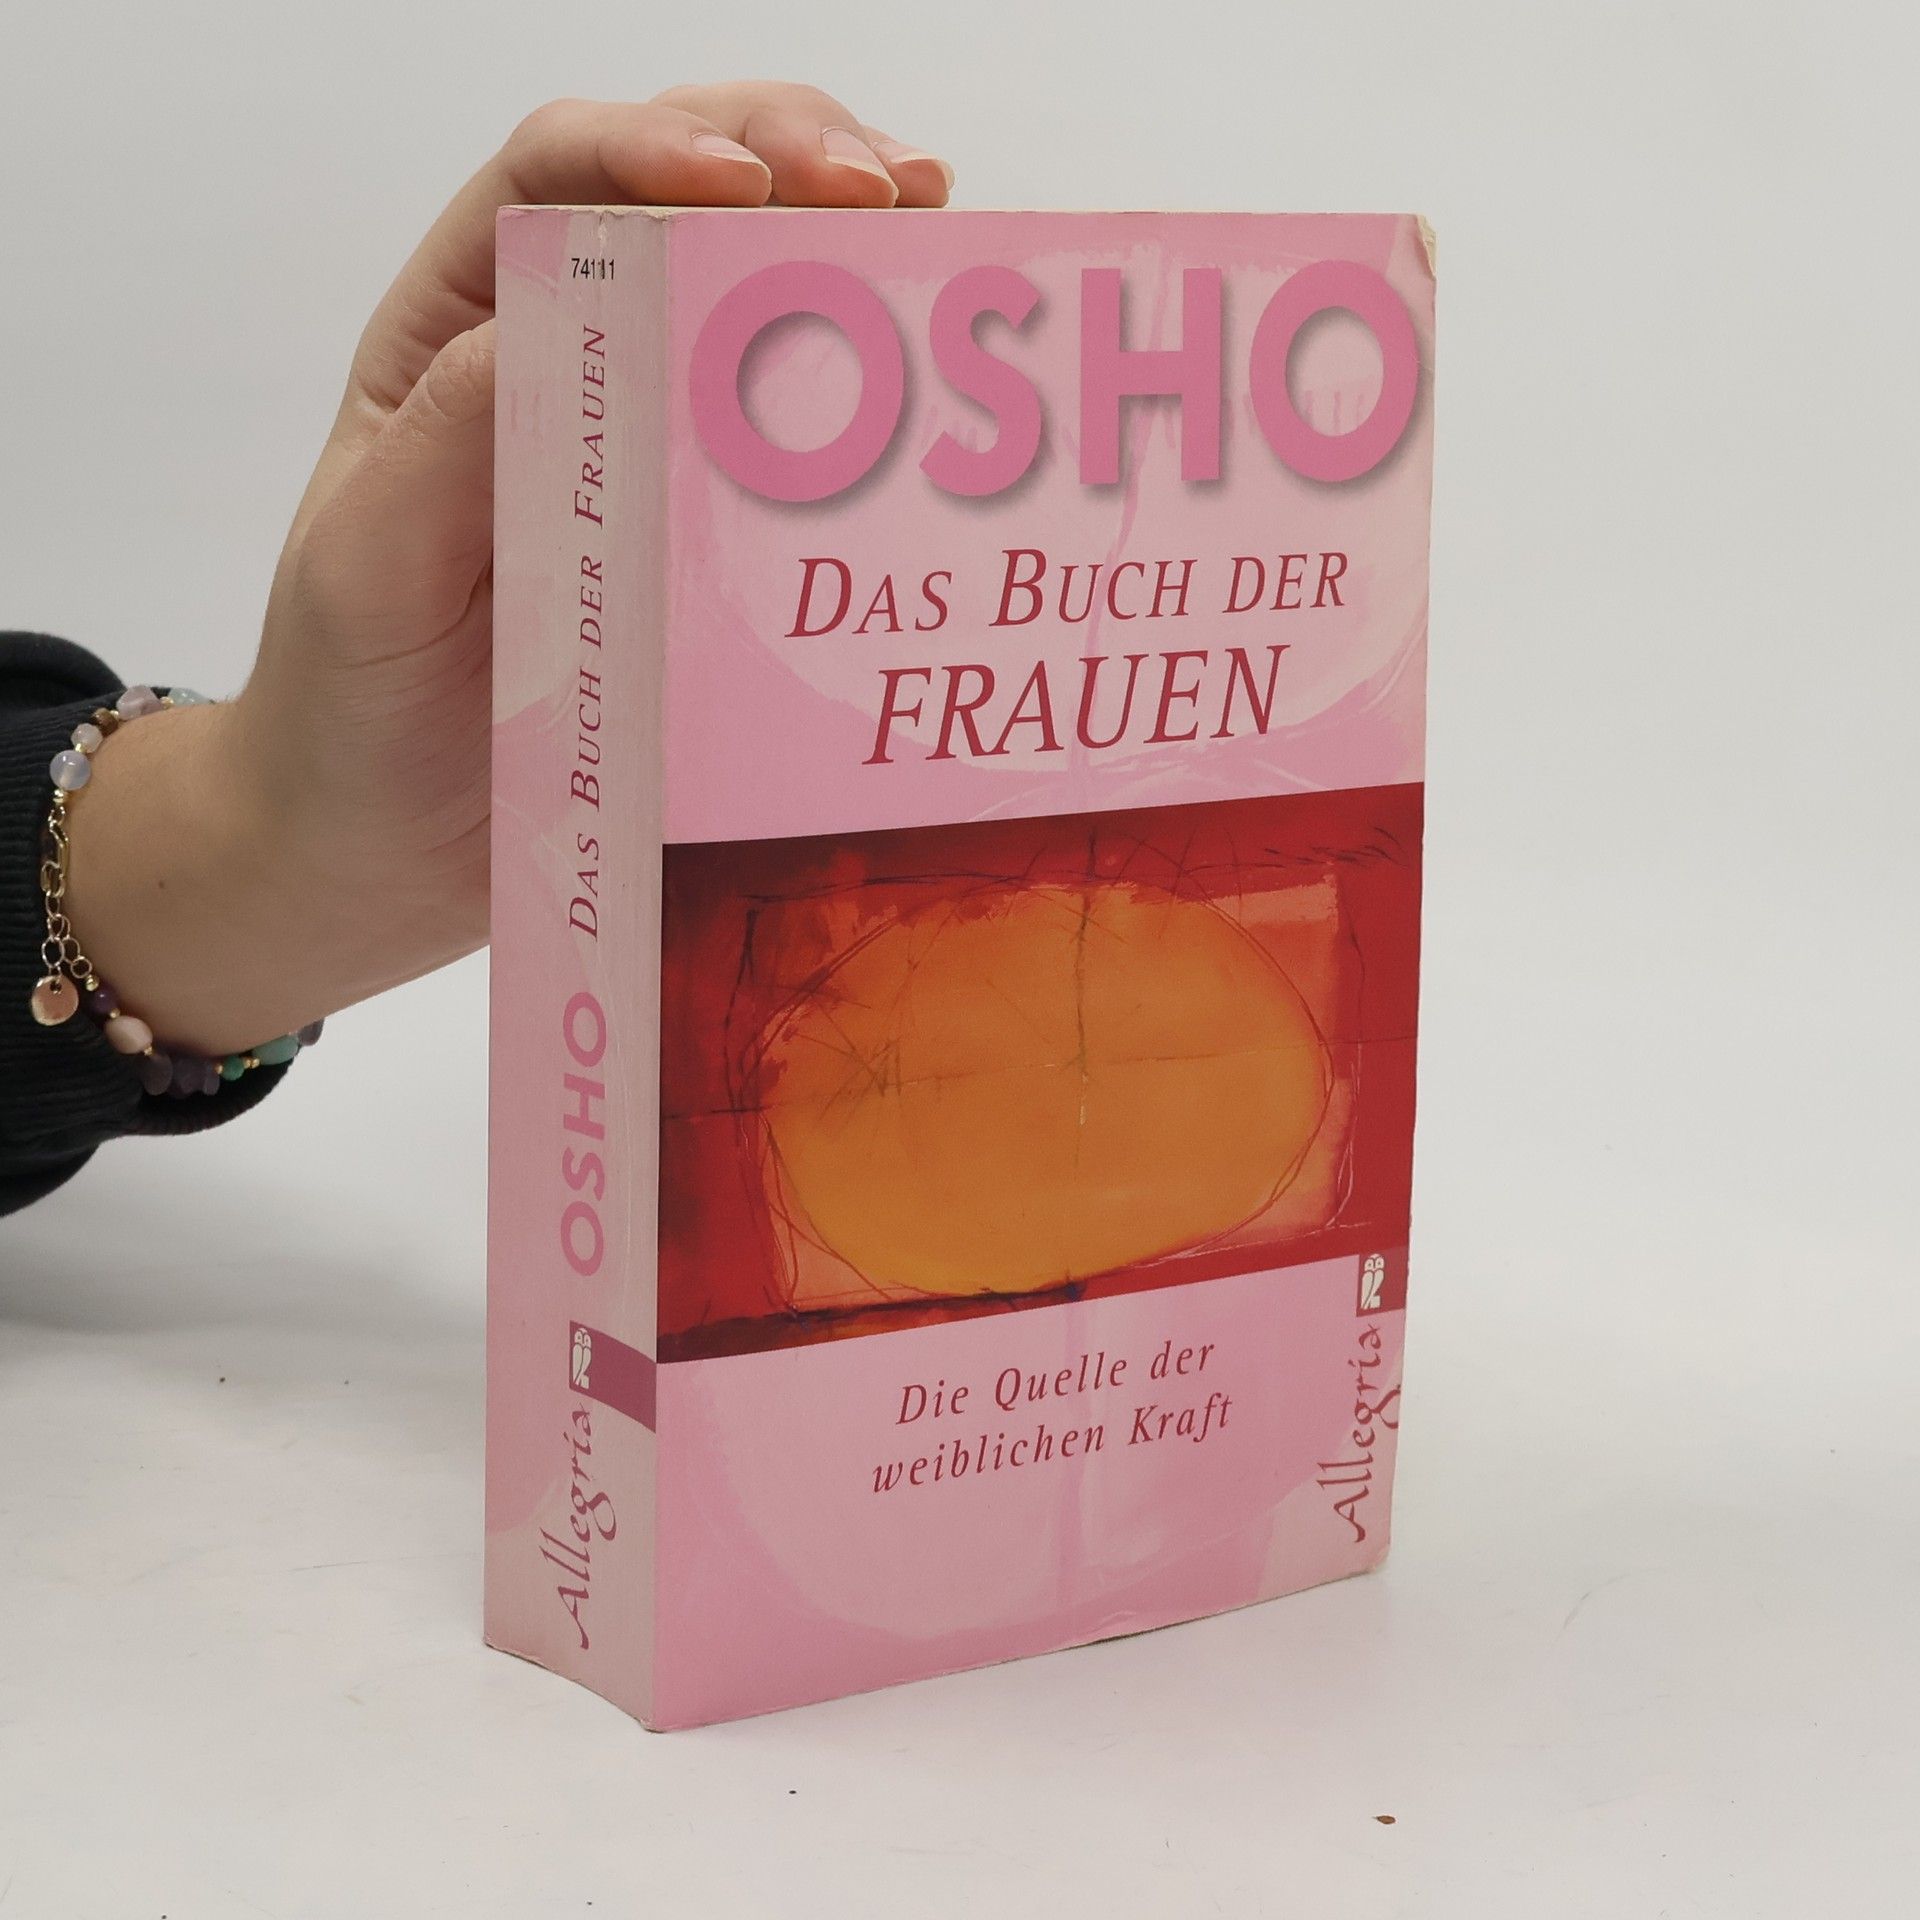 74111
DAS BUCH DER FRAUEN
OSHO
Allegria
OSHO
DAS BUCH DER
FRAUEN
Die Quelle der
weiblichen Kraft
Allegria